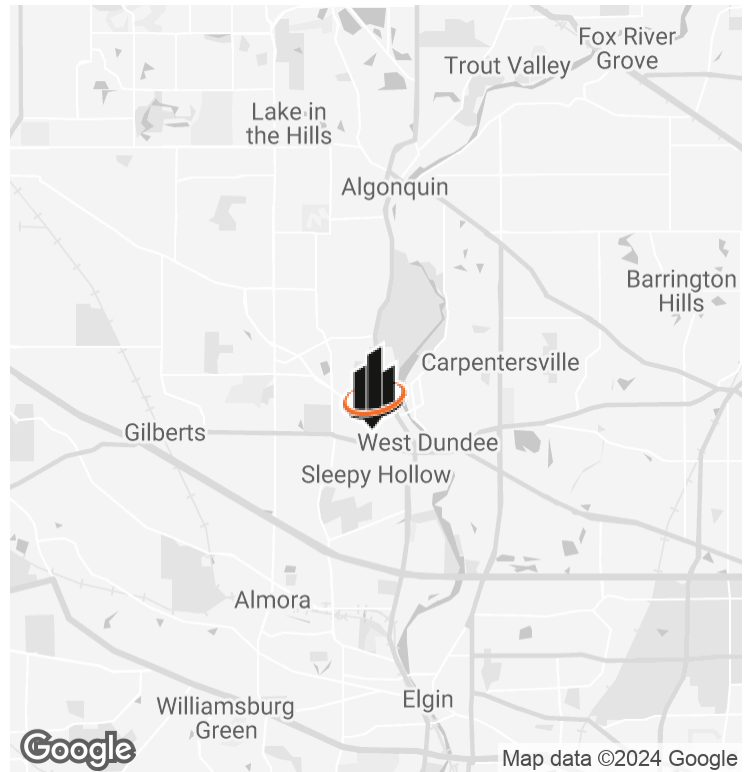 Fox River
Grove
Trout Valley
Lake in
the Hills
Algonquin
Barrington
Hills
Carpentersville
Gilberts
West Dundee
Sleepy Hollow
Almora
Elgin
Williamsburg
Green
Google
Map data ©2024 Google